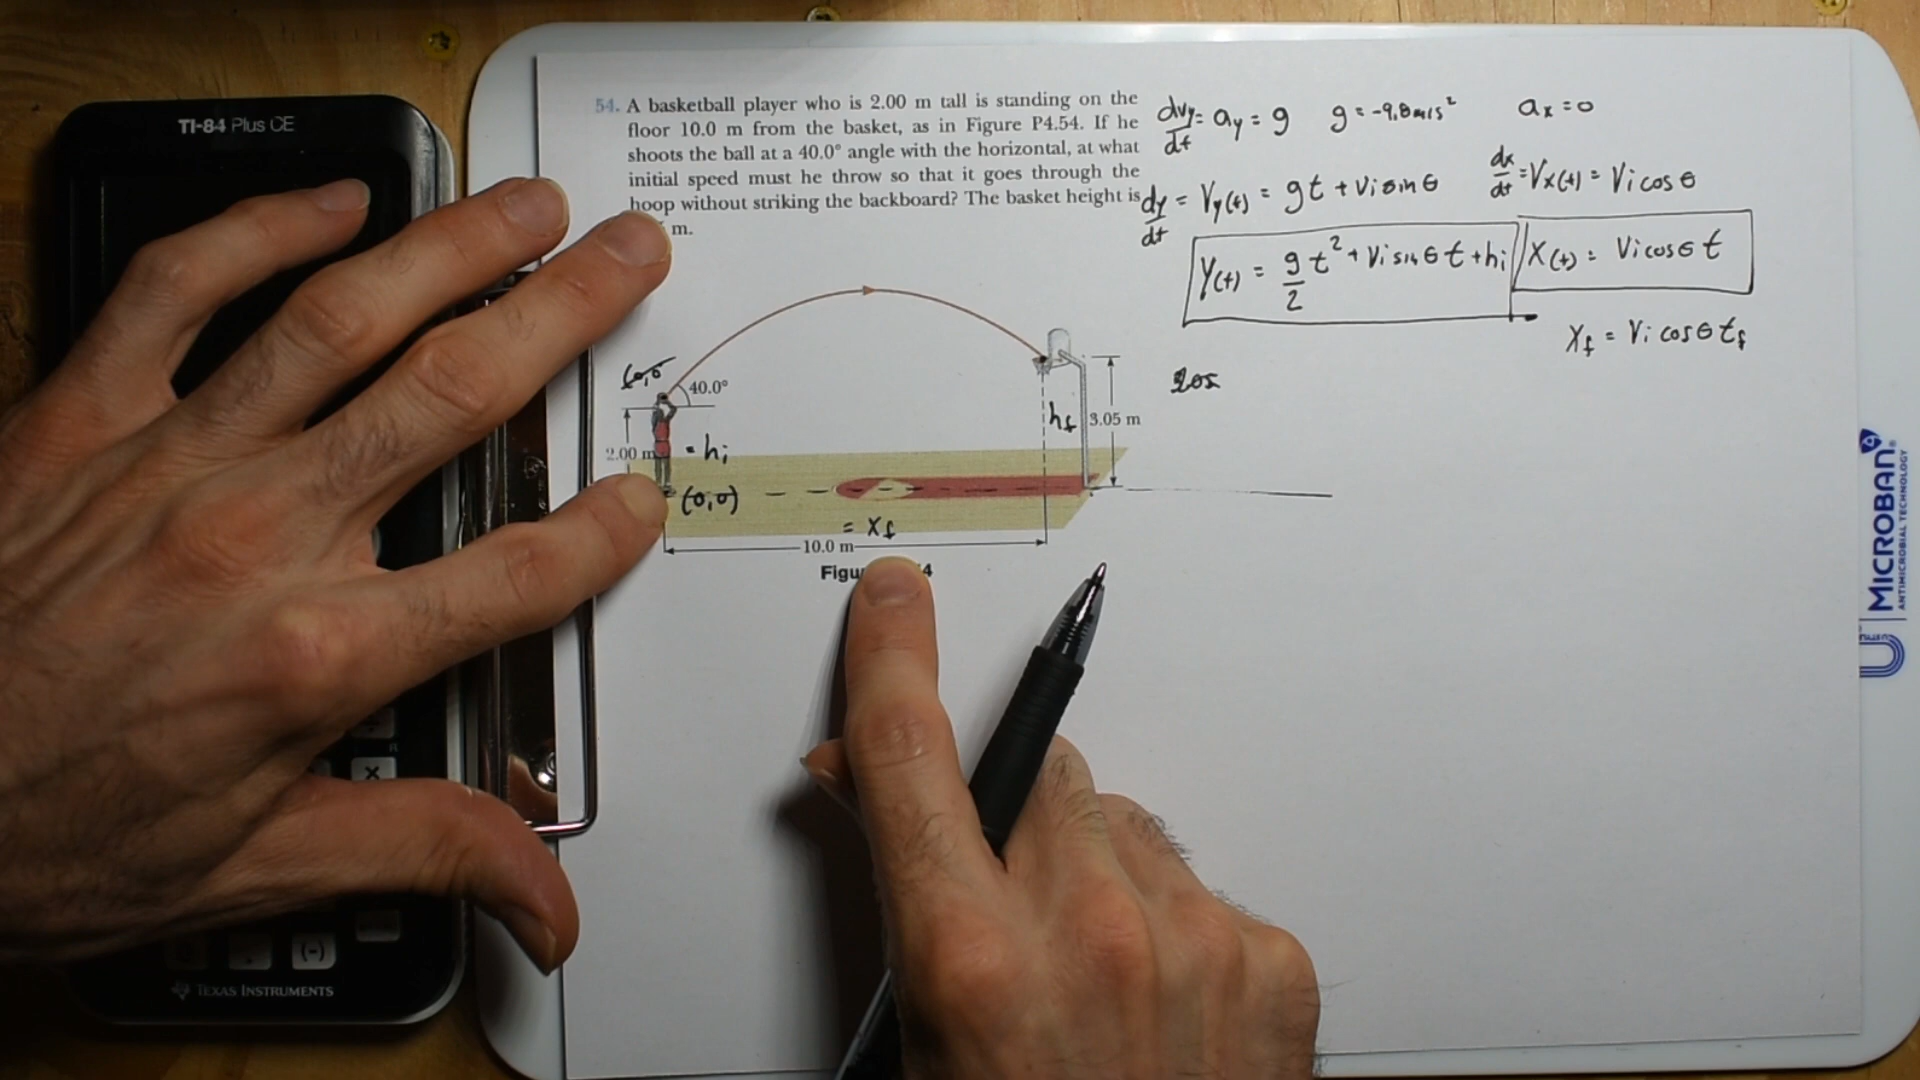 TI-84 Plus CE
54. A basketball player who is 2.00 m tall is standing on the
floor 10.0 m from the basket, as in Figure P4.54. If he
shoots the ball at a 40.0° angle with the horizontal, at what
initial speed must he throw so that it goes through the
hoop without striking the backboard? The basket height is
m.
dvy/dt = ay = g g = -9.8 m/s² ax = 0
dy/dt = Vy(t) = gt + Vi sin θ dx/dt = Vx(t) = Vi cos θ
Y(t) = g/2 t² + Vi sin θ t + hi X(t) = Vi cos θ t
Xf = Vi cos θ tf
(0,0)
40.0°
hf 3.05 m
2.00 m = hi
(0,0)
= Xf
10.0 m
Figu 4
(-)
TEXAS INSTRUMENTS
MICROBAN
ANTIMICROBIAL TECHNOLOGY